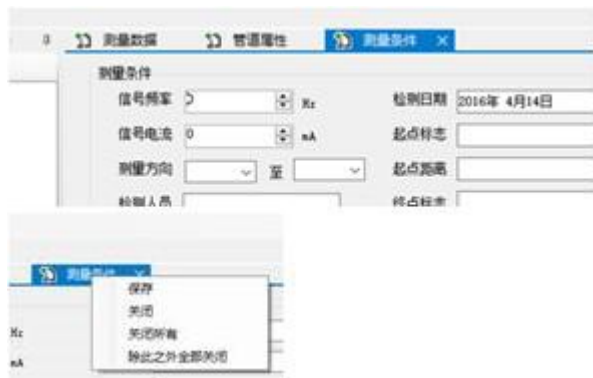 测量数据 管道属性 测量条件 ×
测量条件
信号频率 Hz 检测日期 2016年 4月14日
信号电流 0 mA 起点标志
测量方向 至 起点距离
检测人员 终点标志
测量条件 ×
保存
Hz 关闭
关闭所有
mA 除此之外全部关闭